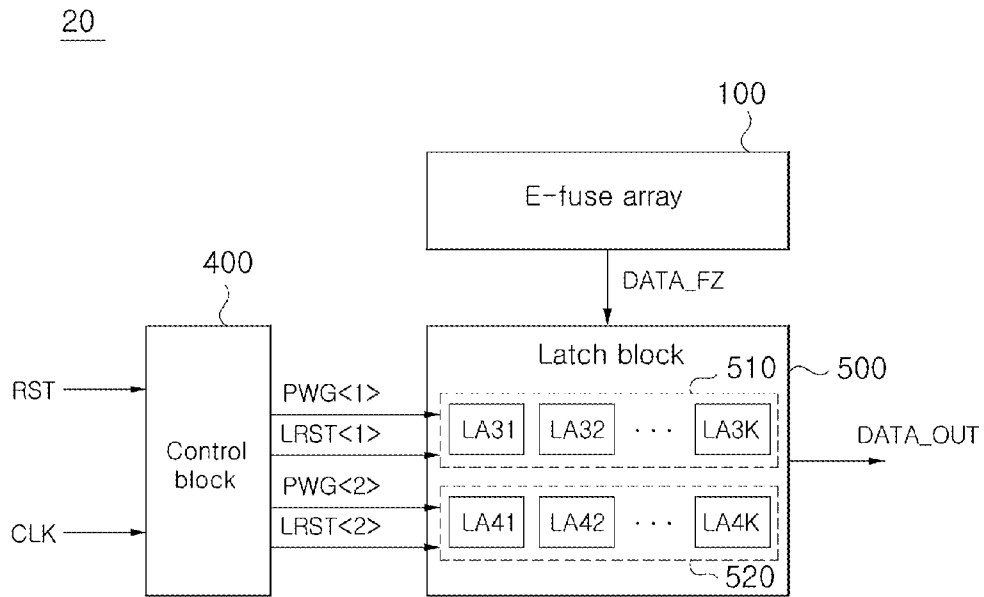 20
100
E-fuse array
400
DATA_FZ
Latch block
510
500
RST
PWG<1>
LA31 LA32 · · · LA3K
LRST<1>
DATA_OUT
Control
block
PWG<2>
LA41 LA42 · · · LA4K
LRST<2>
CLK
520